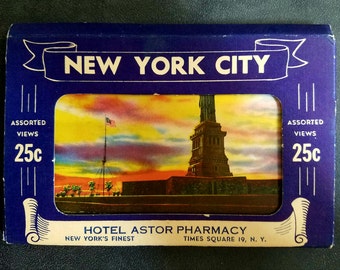 NEW YORK CITY
ASSORTED
VIEWS
25c
ASSORTED
VIEWS
25c
HOTEL ASTOR PHARMACY
NEW YORK'S FINEST
TIMES SQUARE 19, N. Y.